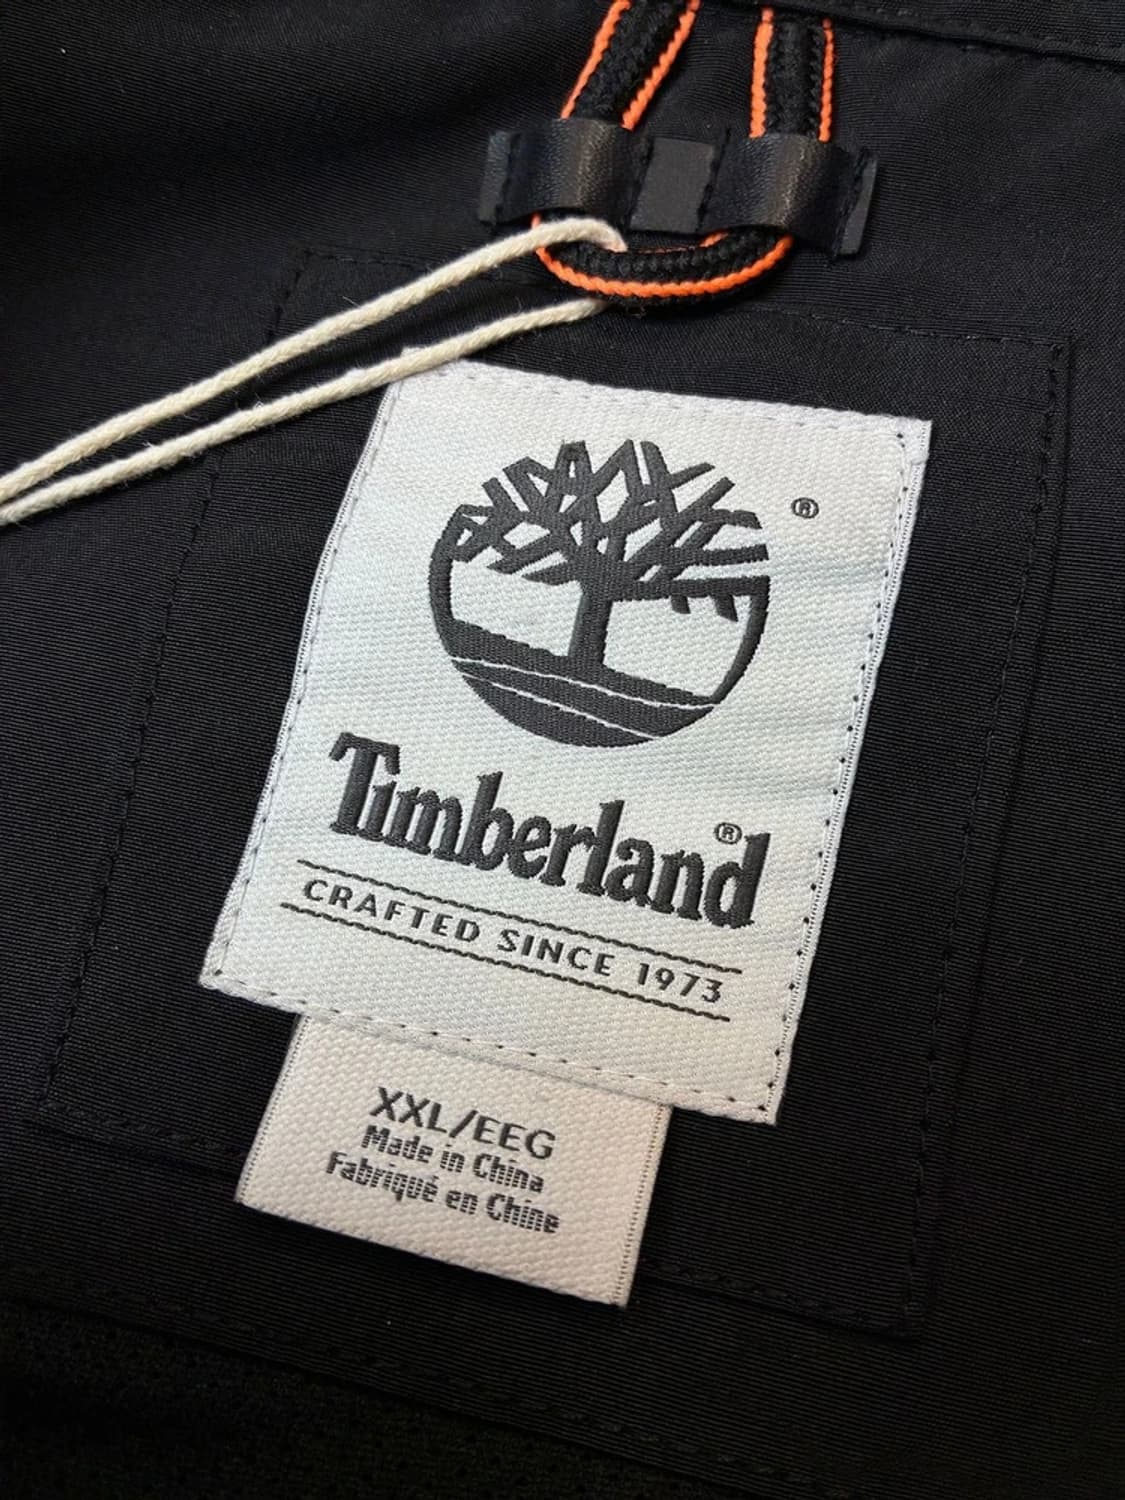 ®
Timberland®
CRAFTED SINCE 1973
XXL/EEG
Made in China
Fabriqué en Chine